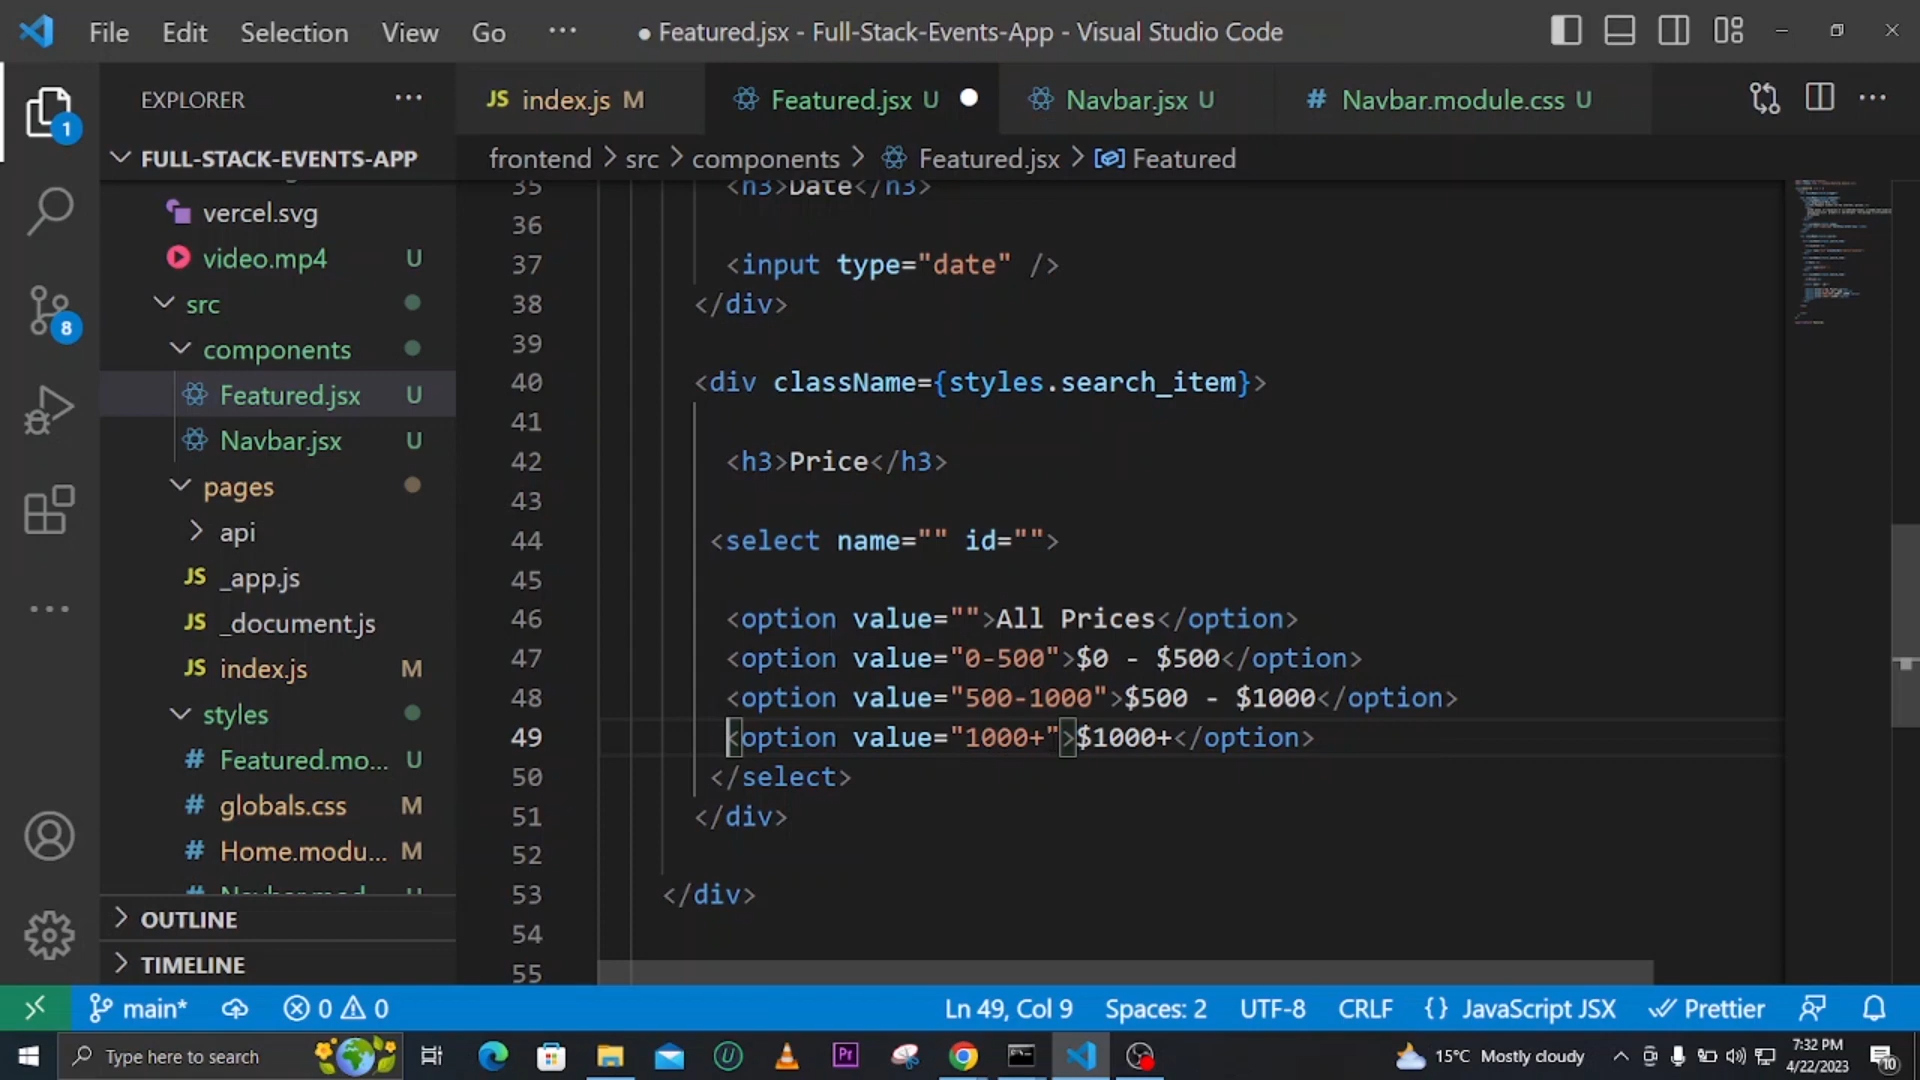 File Edit Selection View Go ··· ● Featured.jsx - Full-Stack-Events-App - Visual Studio Code
EXPLORER ···
JS index.js M Featured.jsx U Navbar.jsx U # Navbar.module.css U ···
1
FULL-STACK-EVENTS-APP
frontend > src > components > Featured.jsx > Featured
vercel.svg
video.mp4 U
src
8
components
Featured.jsx U
Navbar.jsx U
pages
api
JS _app.js
JS _document.js
JS index.js M
styles
# Featured.mo... U
# globals.css M
# Home.modu... M
OUTLINE
TIMELINE
35 <h3>Date</h3>
36
37 <input type="date" />
38 </div>
39
40 <div className={styles.search_item}>
41
42 <h3>Price</h3>
43
44 <select name="" id="">
45
46 <option value="">All Prices</option>
47 <option value="0-500">$0 - $500</option>
48 <option value="500-1000">$500 - $1000</option>
49 <option value="1000+">$1000+</option>
50 </select>
51 </div>
52
53 </div>
54
55
main* 0 0 Ln 49, Col 9 Spaces: 2 UTF-8 CRLF {} JavaScript JSX Prettier
Type here to search 15°C Mostly cloudy 7:32 PM
4/22/2023
10